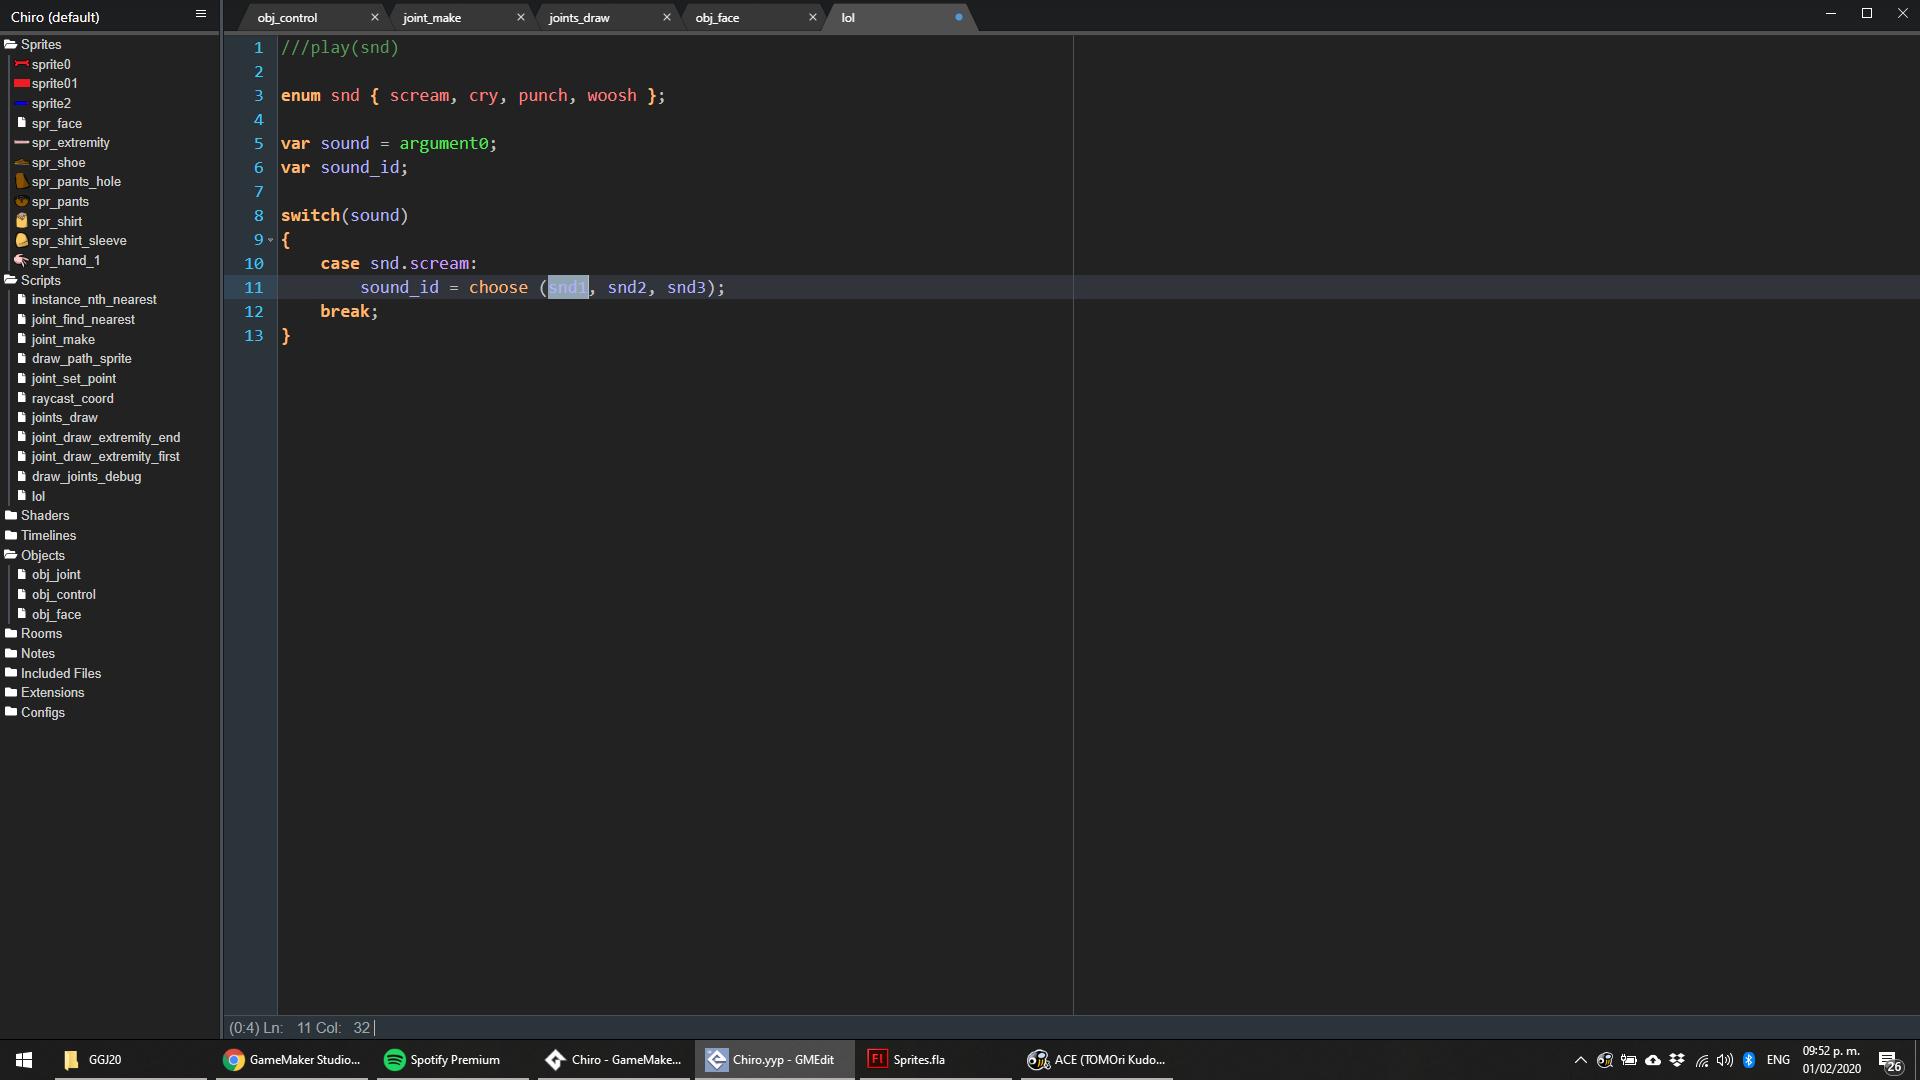 Chiro (default)
obj_control
joint_make
joints_draw
obj_face
lol
Sprites
sprite0
sprite01
sprite2
spr_face
spr_extremity
spr_shoe
spr_pants_hole
spr_pants
spr_shirt
spr_shirt_sleeve
spr_hand_1
Scripts
instance_nth_nearest
joint_find_nearest
joint_make
draw_path_sprite
joint_set_point
raycast_coord
joints_draw
joint_draw_extremity_end
joint_draw_extremity_first
draw_joints_debug
lol
Shaders
Timelines
Objects
obj_joint
obj_control
obj_face
Rooms
Notes
Included Files
Extensions
Configs
1 ///play(snd)
2
3 enum snd { scream, cry, punch, woosh };
4
5 var sound = argument0;
6 var sound_id;
7
8 switch(sound)
9 {
10 case snd.scream:
11 sound_id = choose (snd1, snd2, snd3);
12 break;
13 }
(0:4) Ln: 11 Col: 32
GGJ20
GameMaker Studio...
Spotify Premium
Chiro - GameMake...
Chiro.yyp - GMEdit
Fl Sprites.fla
ACE (TOMOri Kudo...
ENG
09:52 p. m.
01/02/2020
26